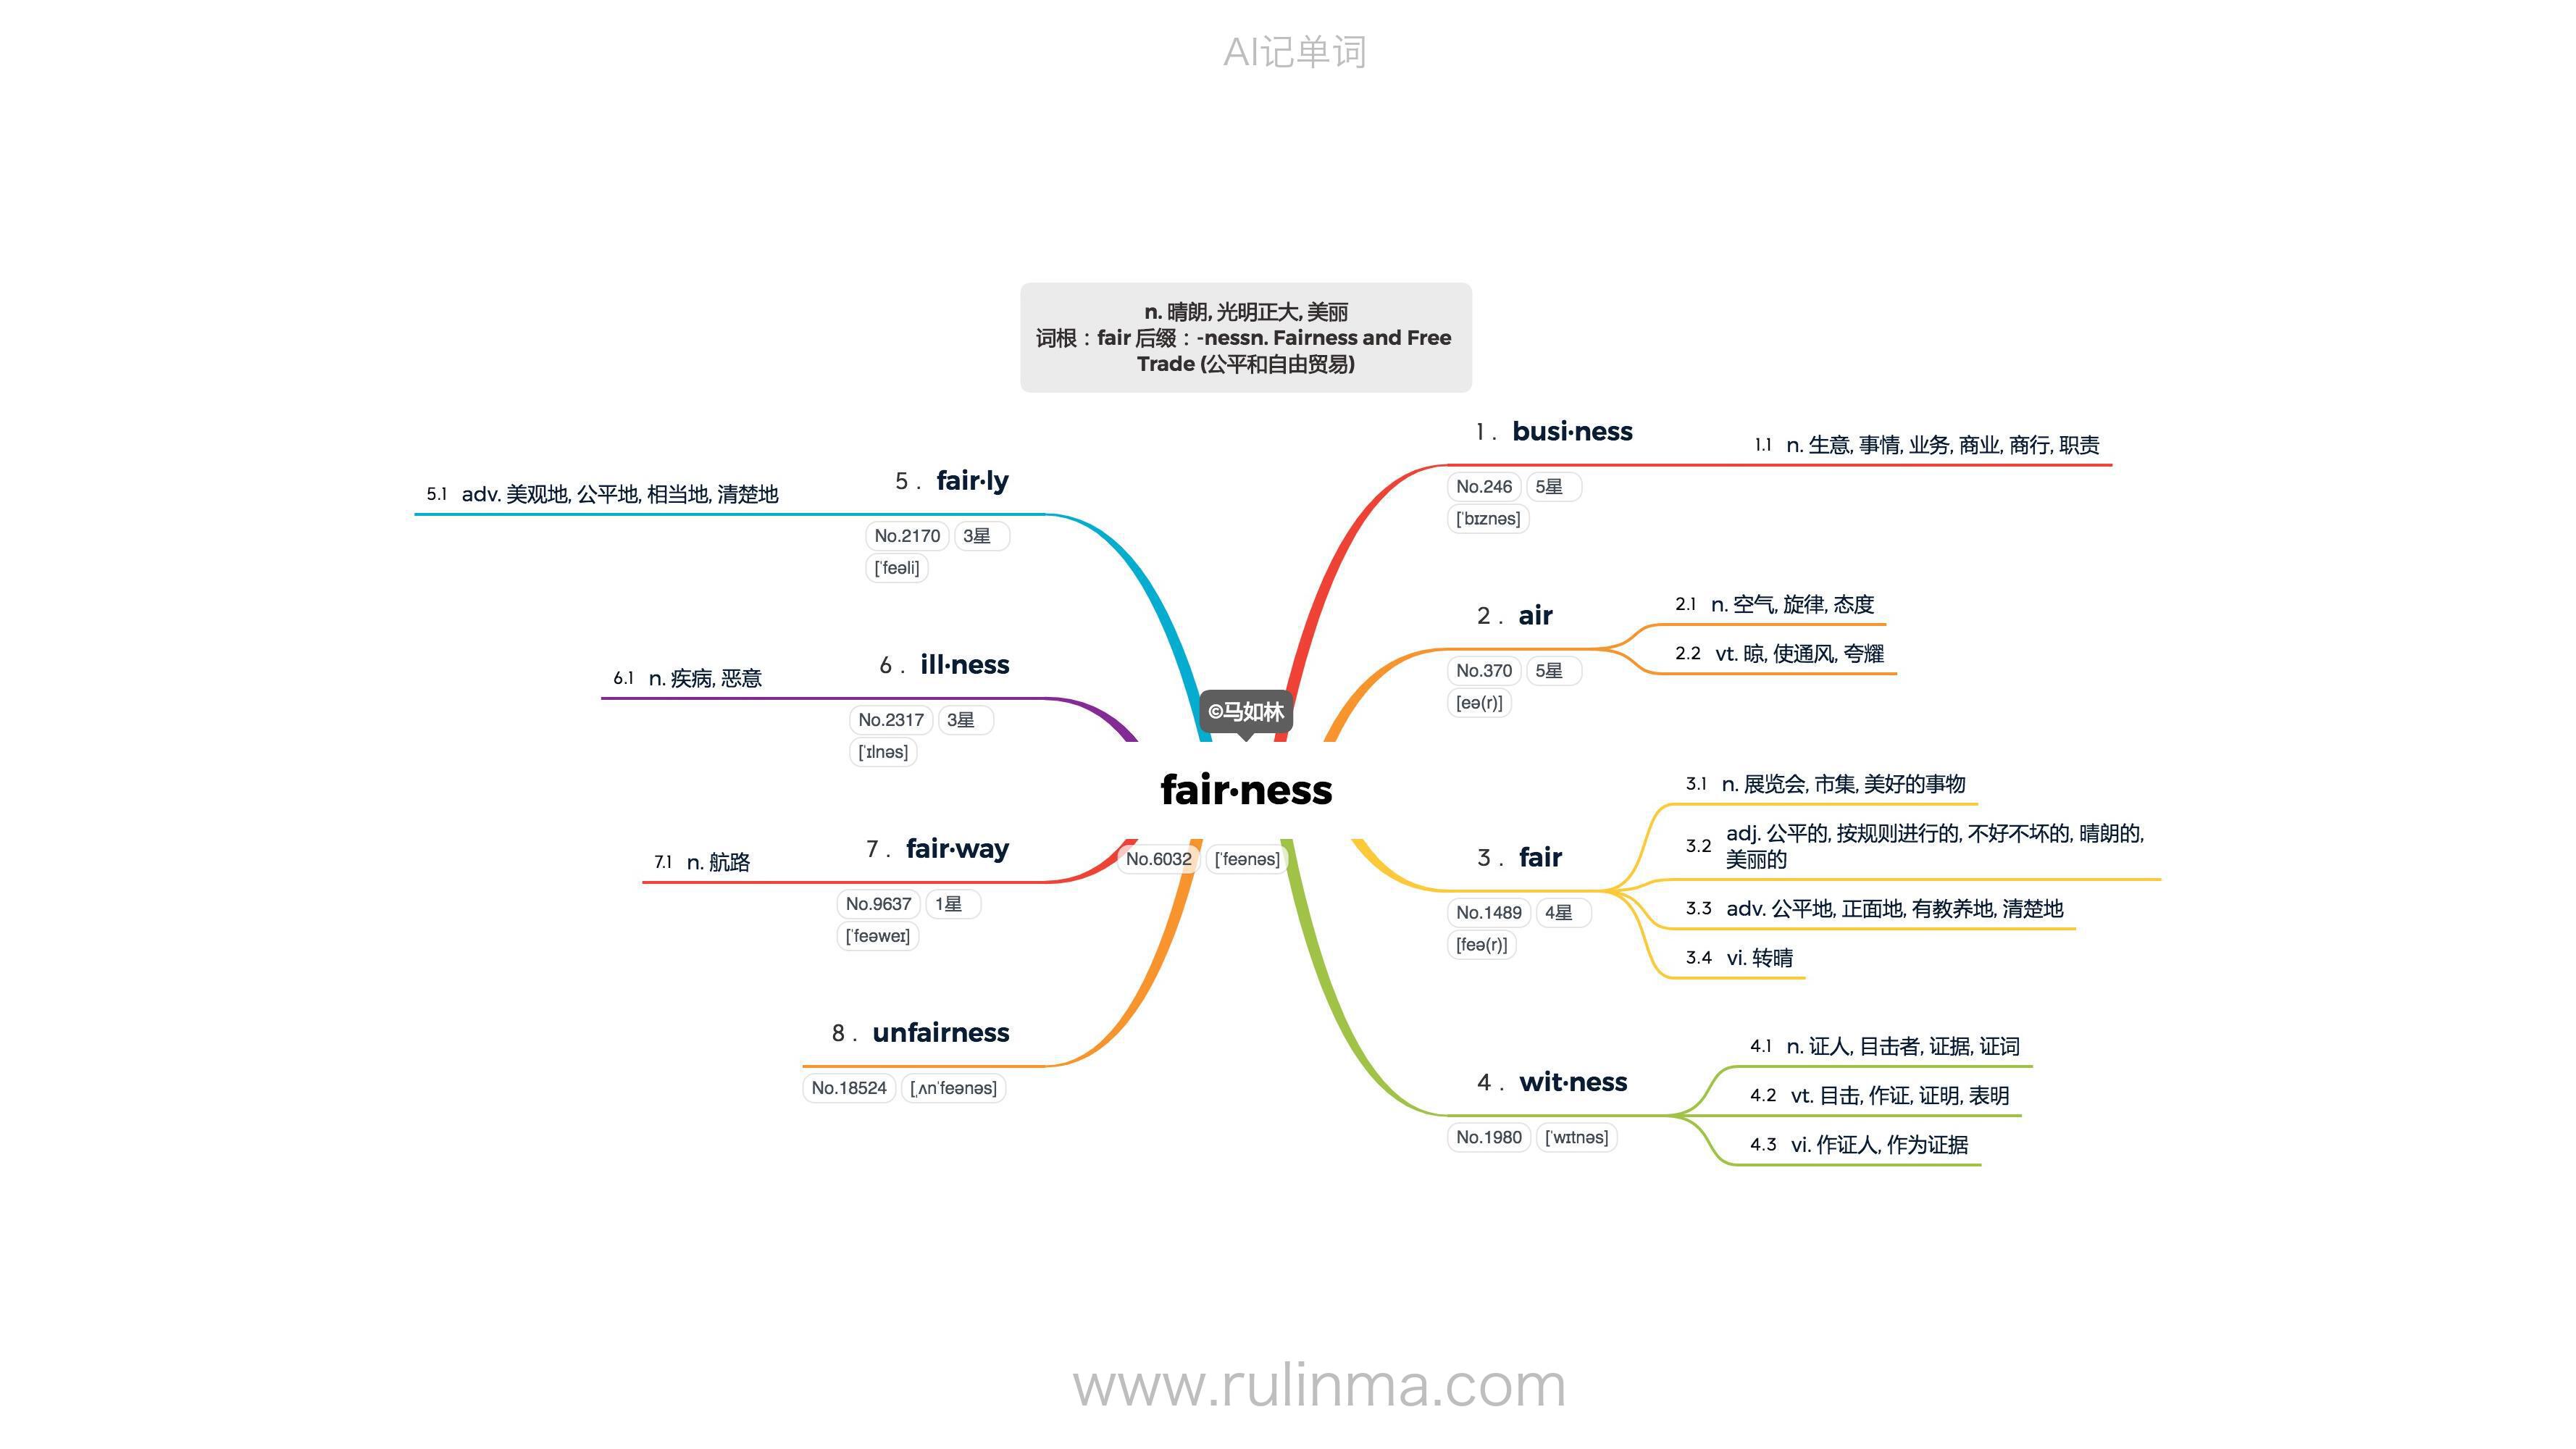 AI记单词
n. 晴朗, 光明正大, 美丽
词根：fair 后缀：-nessn. Fairness and Free
Trade (公平和自由贸易)
©马如林
fair·ness
No.6032 [ˈfeənəs]
1 . busi·ness
No.246 5星
[ˈbɪznəs]
1.1 n. 生意, 事情, 业务, 商业, 商行, 职责
2 . air
No.370 5星
[eə(r)]
2.1 n. 空气, 旋律, 态度
2.2 vt. 晾, 使通风, 夸耀
3 . fair
No.1489 4星
[feə(r)]
3.1 n. 展览会, 市集, 美好的事物
3.2 adj. 公平的, 按规则进行的, 不好不坏的, 晴朗的,
美丽的
3.3 adv. 公平地, 正面地, 有教养地, 清楚地
3.4 vi. 转晴
4 . wit·ness
No.1980 [ˈwɪtnəs]
4.1 n. 证人, 目击者, 证据, 证词
4.2 vt. 目击, 作证, 证明, 表明
4.3 vi. 作证人, 作为证据
5 . fair·ly
No.2170 3星
[ˈfeəli]
5.1 adv. 美观地, 公平地, 相当地, 清楚地
6 . ill·ness
No.2317 3星
[ˈɪlnəs]
6.1 n. 疾病, 恶意
7 . fair·way
No.9637 1星
[ˈfeəweɪ]
7.1 n. 航路
8 . unfairness
No.18524 [ˌʌnˈfeənəs]
www.rulinma.com